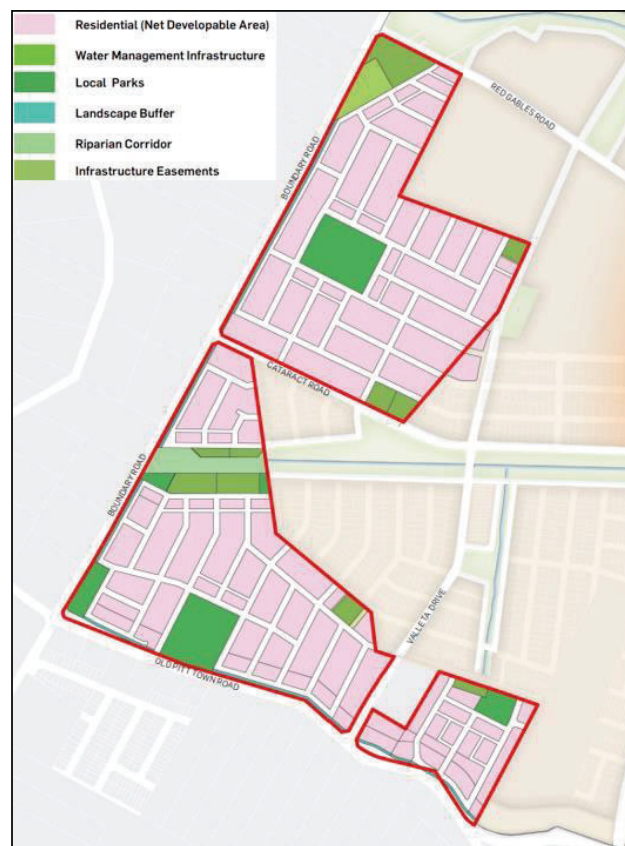 Residential (Net Developable Area)
Water Management Infrastructure
Local Parks
Landscape Buffer
Riparian Corridor
Infrastructure Easements
RED GABLES ROAD
BOUNDARY ROAD
CATARACT ROAD
BOUNDARY ROAD
VALLETA DRIVE
OLD PITT TOWN ROAD